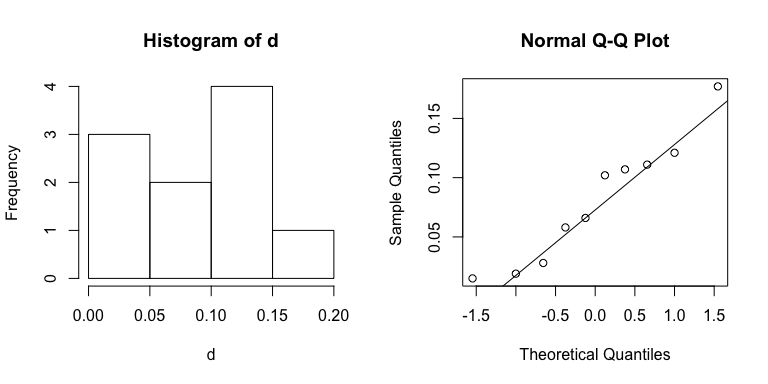 Histogram of d
Frequency
4
3
2
1
0
0.00 0.05 0.10 0.15 0.20
d
Normal Q-Q Plot
Sample Quantiles
0.15
0.10
0.05
-1.5 -0.5 0.0 0.5 1.0 1.5
Theoretical Quantiles